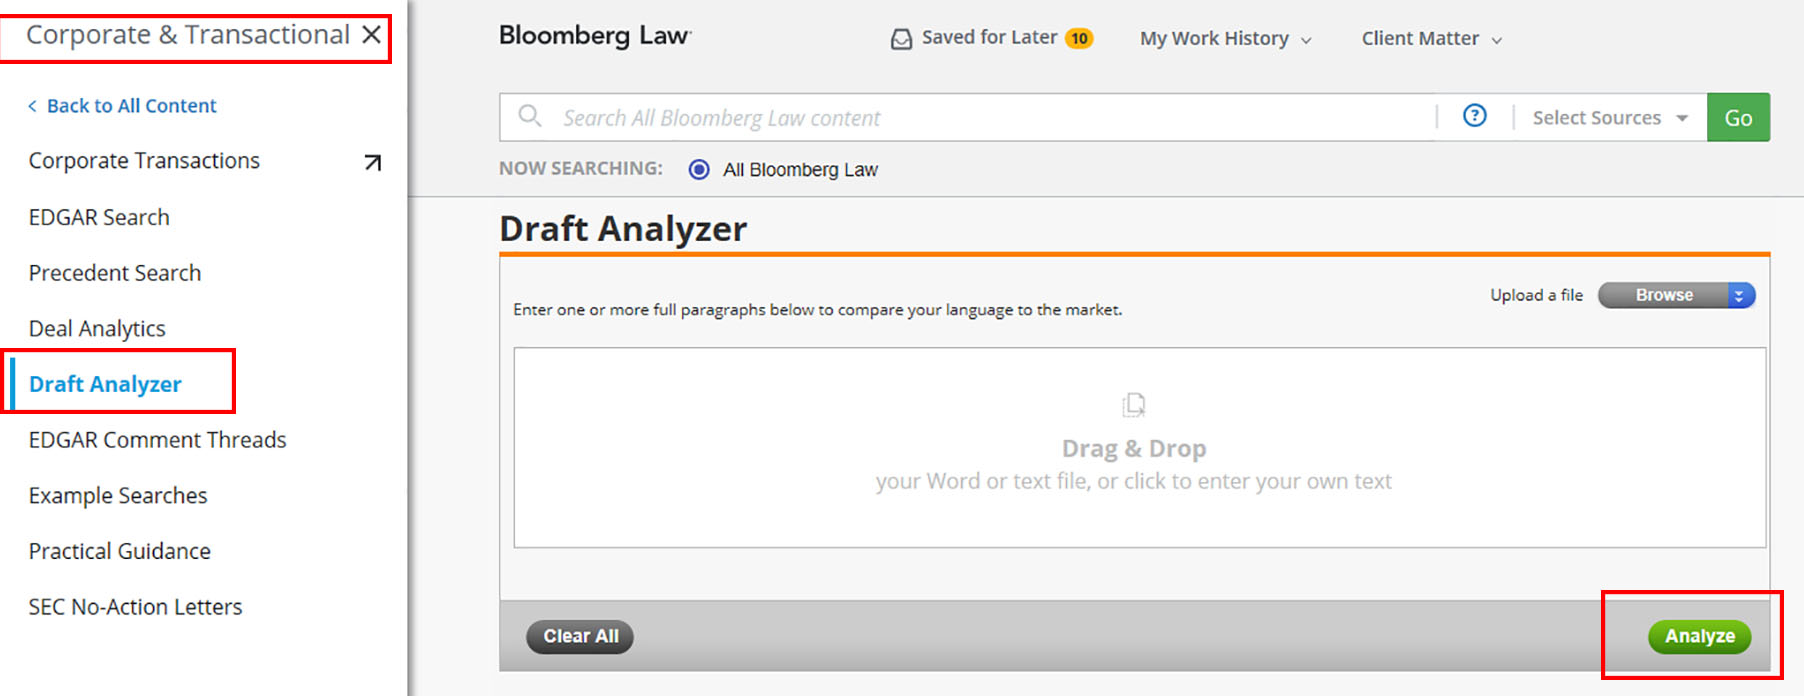 Corporate & Transactional
< Back to All Content
Corporate Transactions
EDGAR Search
Precedent Search
Deal Analytics
Draft Analyzer
EDGAR Comment Threads
Example Searches
Practical Guidance
SEC No-Action Letters
Bloomberg Law
Saved for Later 10
My Work History
Client Matter
Search All Bloomberg Law content
?
Select Sources
Go
NOW SEARCHING: All Bloomberg Law
Draft Analyzer
Upload a file Browse
Enter one or more full paragraphs below to compare your language to the market.
Drag & Drop
your Word or text file, or click to enter your own text
Clear All
Analyze